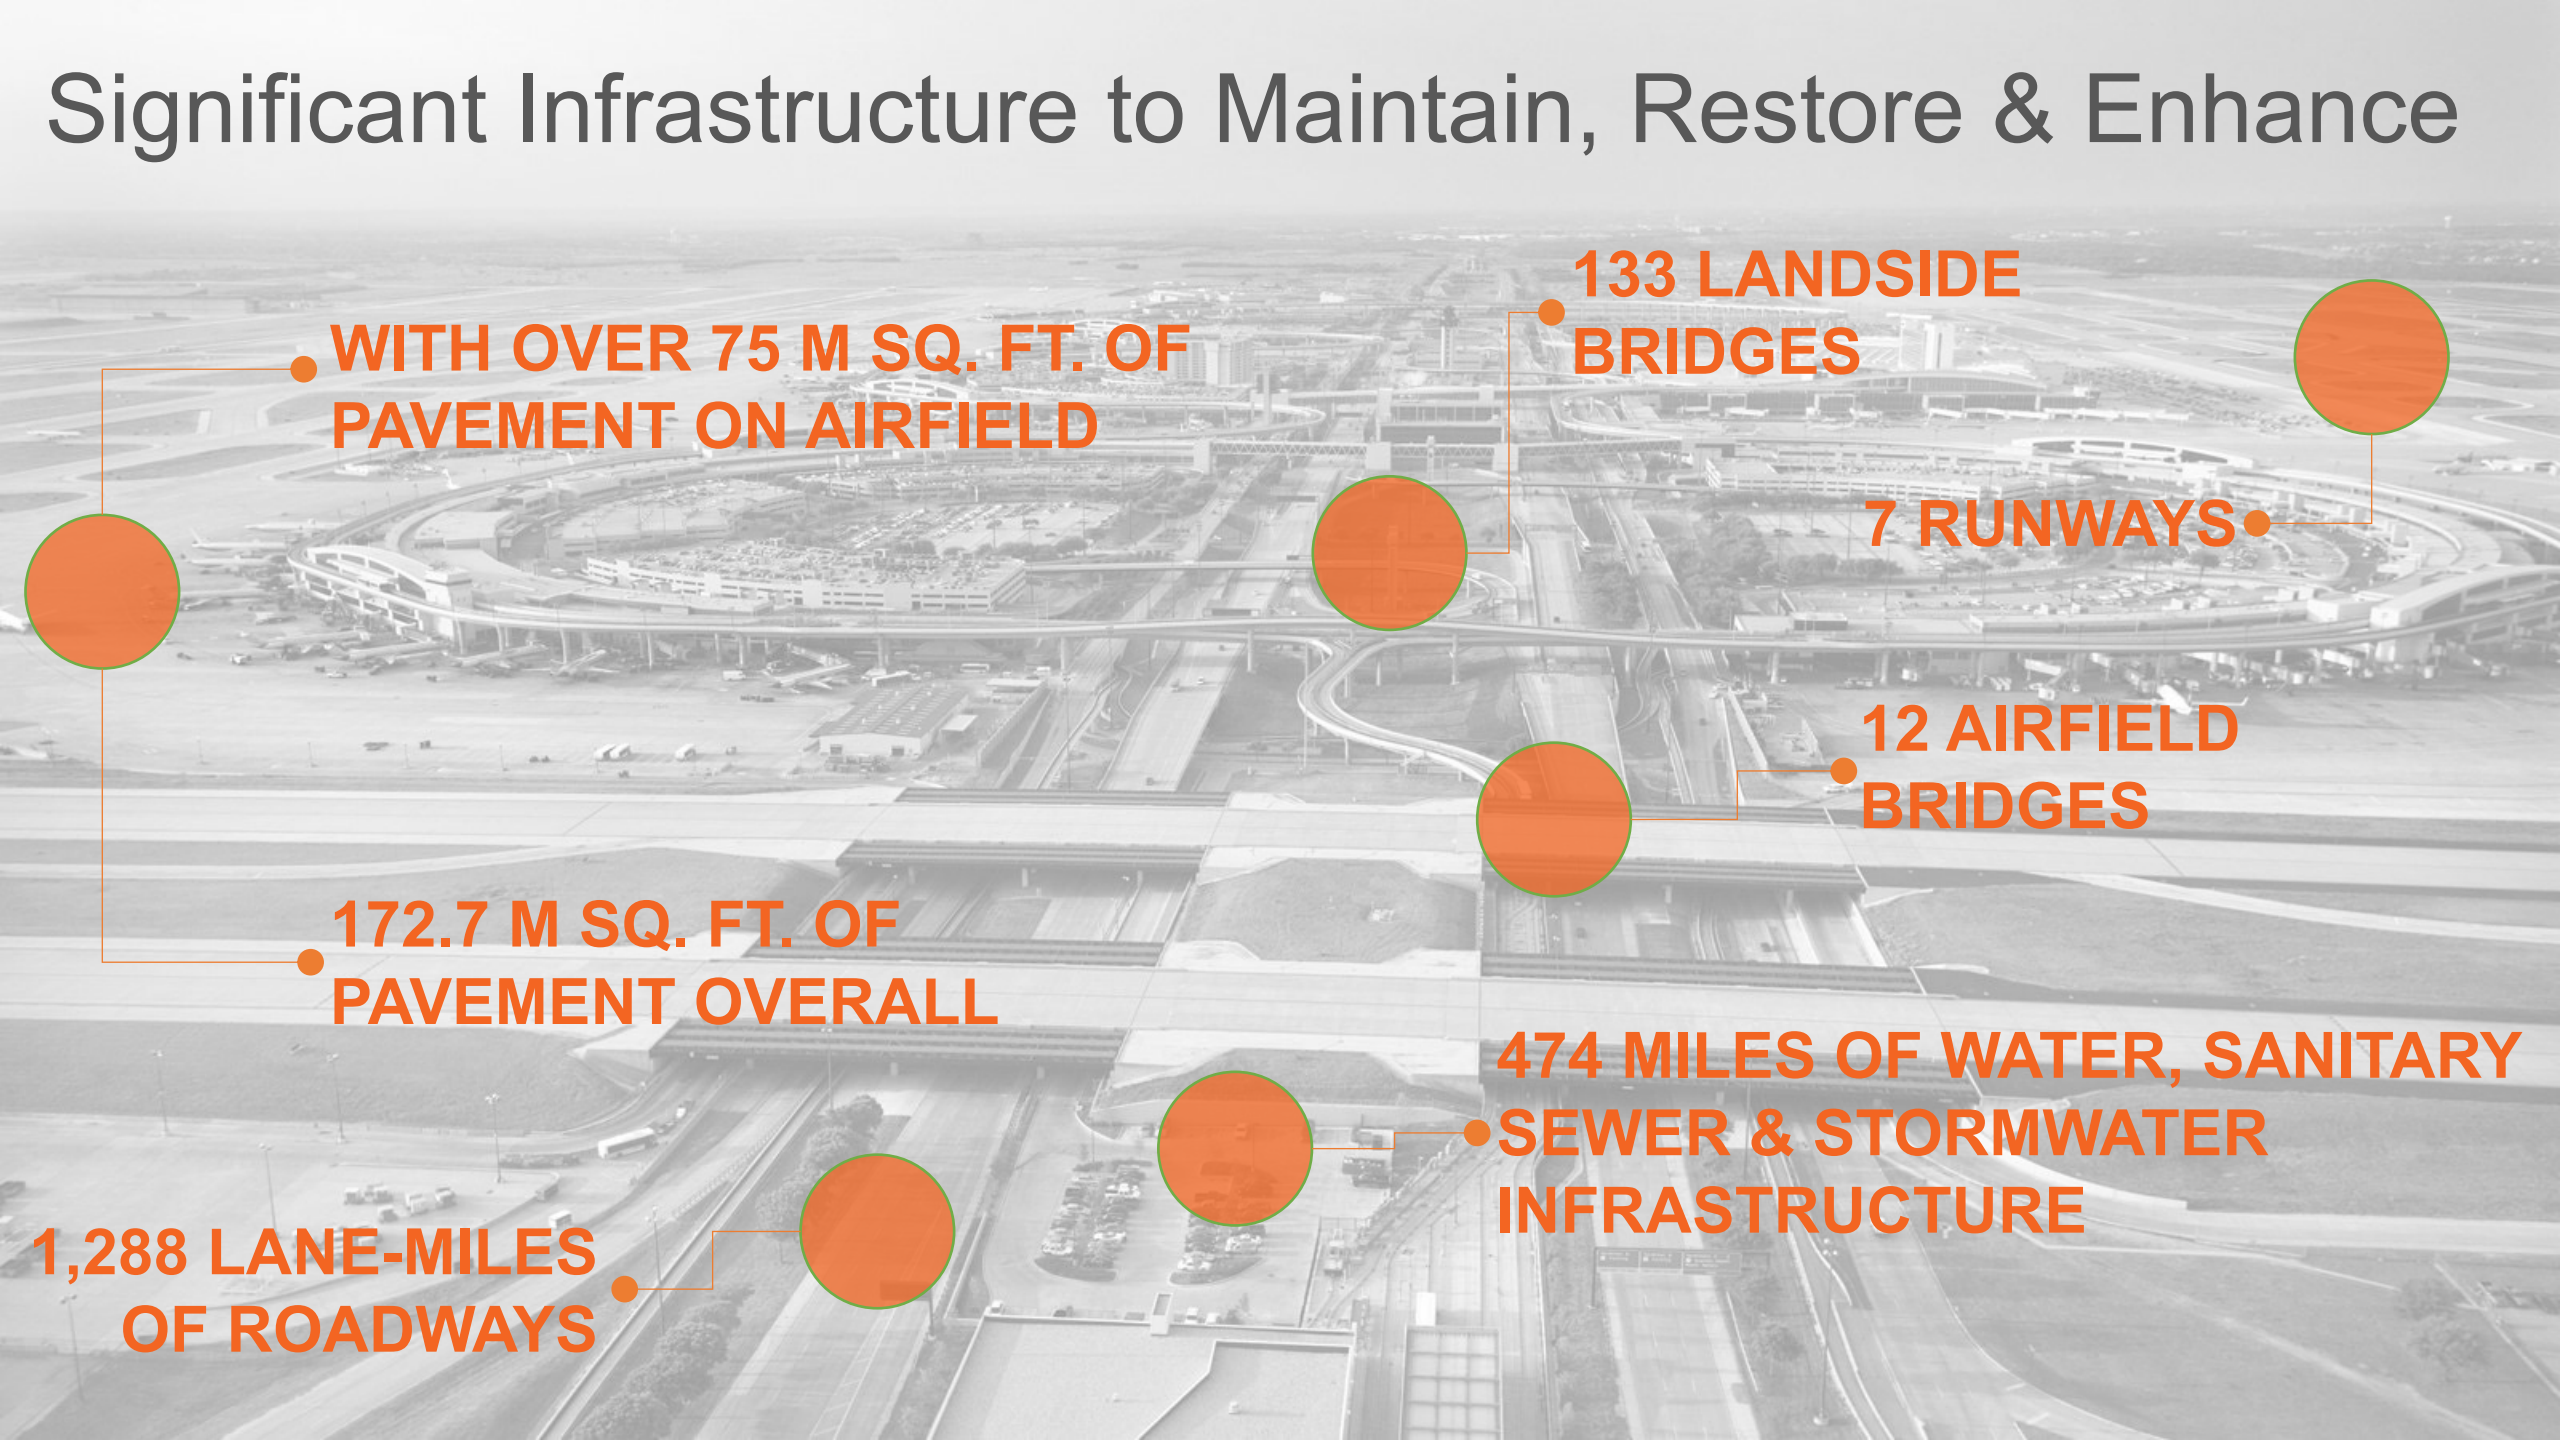 Significant Infrastructure to Maintain, Restore & Enhance
WITH OVER 75 M SQ. FT. OF
PAVEMENT ON AIRFIELD
133 LANDSIDE
BRIDGES
7 RUNWAYS
12 AIRFIELD
BRIDGES
172.7 M SQ. FT. OF
PAVEMENT OVERALL
474 MILES OF WATER, SANITARY
SEWER & STORMWATER
INFRASTRUCTURE
1,288 LANE-MILES
OF ROADWAYS